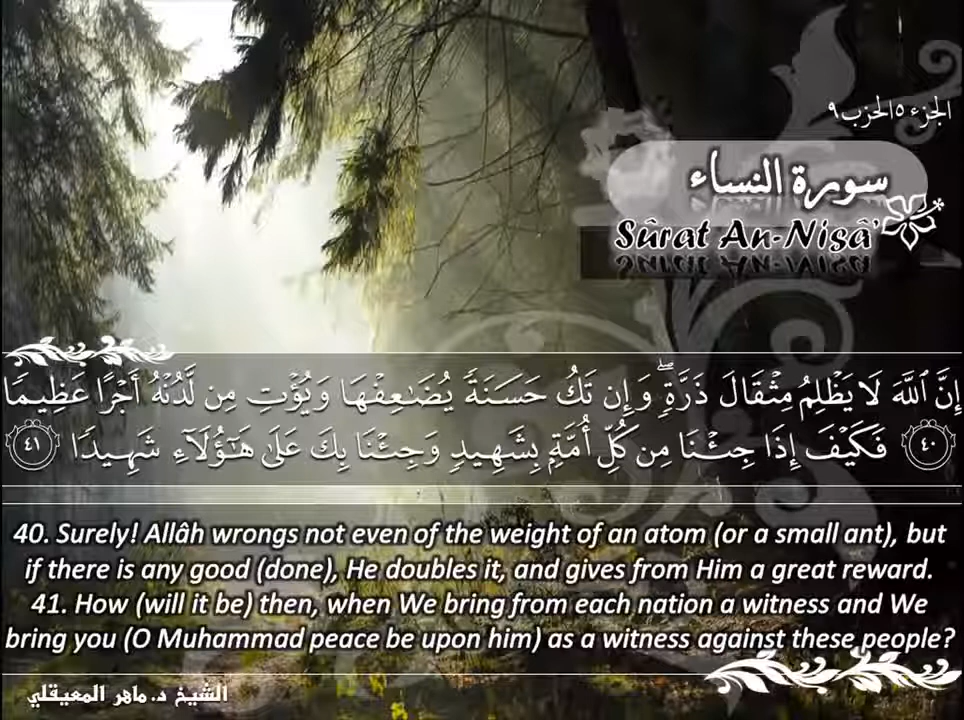 الجزء ٥ الحزب ٩
سورة النساء
Sûrat An-Nisâ'
إِنَّ ٱللَّهَ لَا يَظْلِمُ مِثْقَالَ ذَرَّةٍۖ وَإِن تَكُ حَسَنَةً يُضَٰعِفْهَا وَيُؤْتِ مِن لَّدُنْهُ أَجْرًا عَظِيمًا
٤٠ فَكَيْفَ إِذَا جِئْنَا مِن كُلِّ أُمَّةٍۭ بِشَهِيدٍ وَجِئْنَا بِكَ عَلَىٰ هَٰٓؤُلَآءِ شَهِيدًا ٤١
40. Surely! Allâh wrongs not even of the weight of an atom (or a small ant), but
if there is any good (done), He doubles it, and gives from Him a great reward.
41. How (will it be) then, when We bring from each nation a witness and We
bring you (O Muhammad peace be upon him) as a witness against these people?
الشيخ د. ماهر المعيقلي